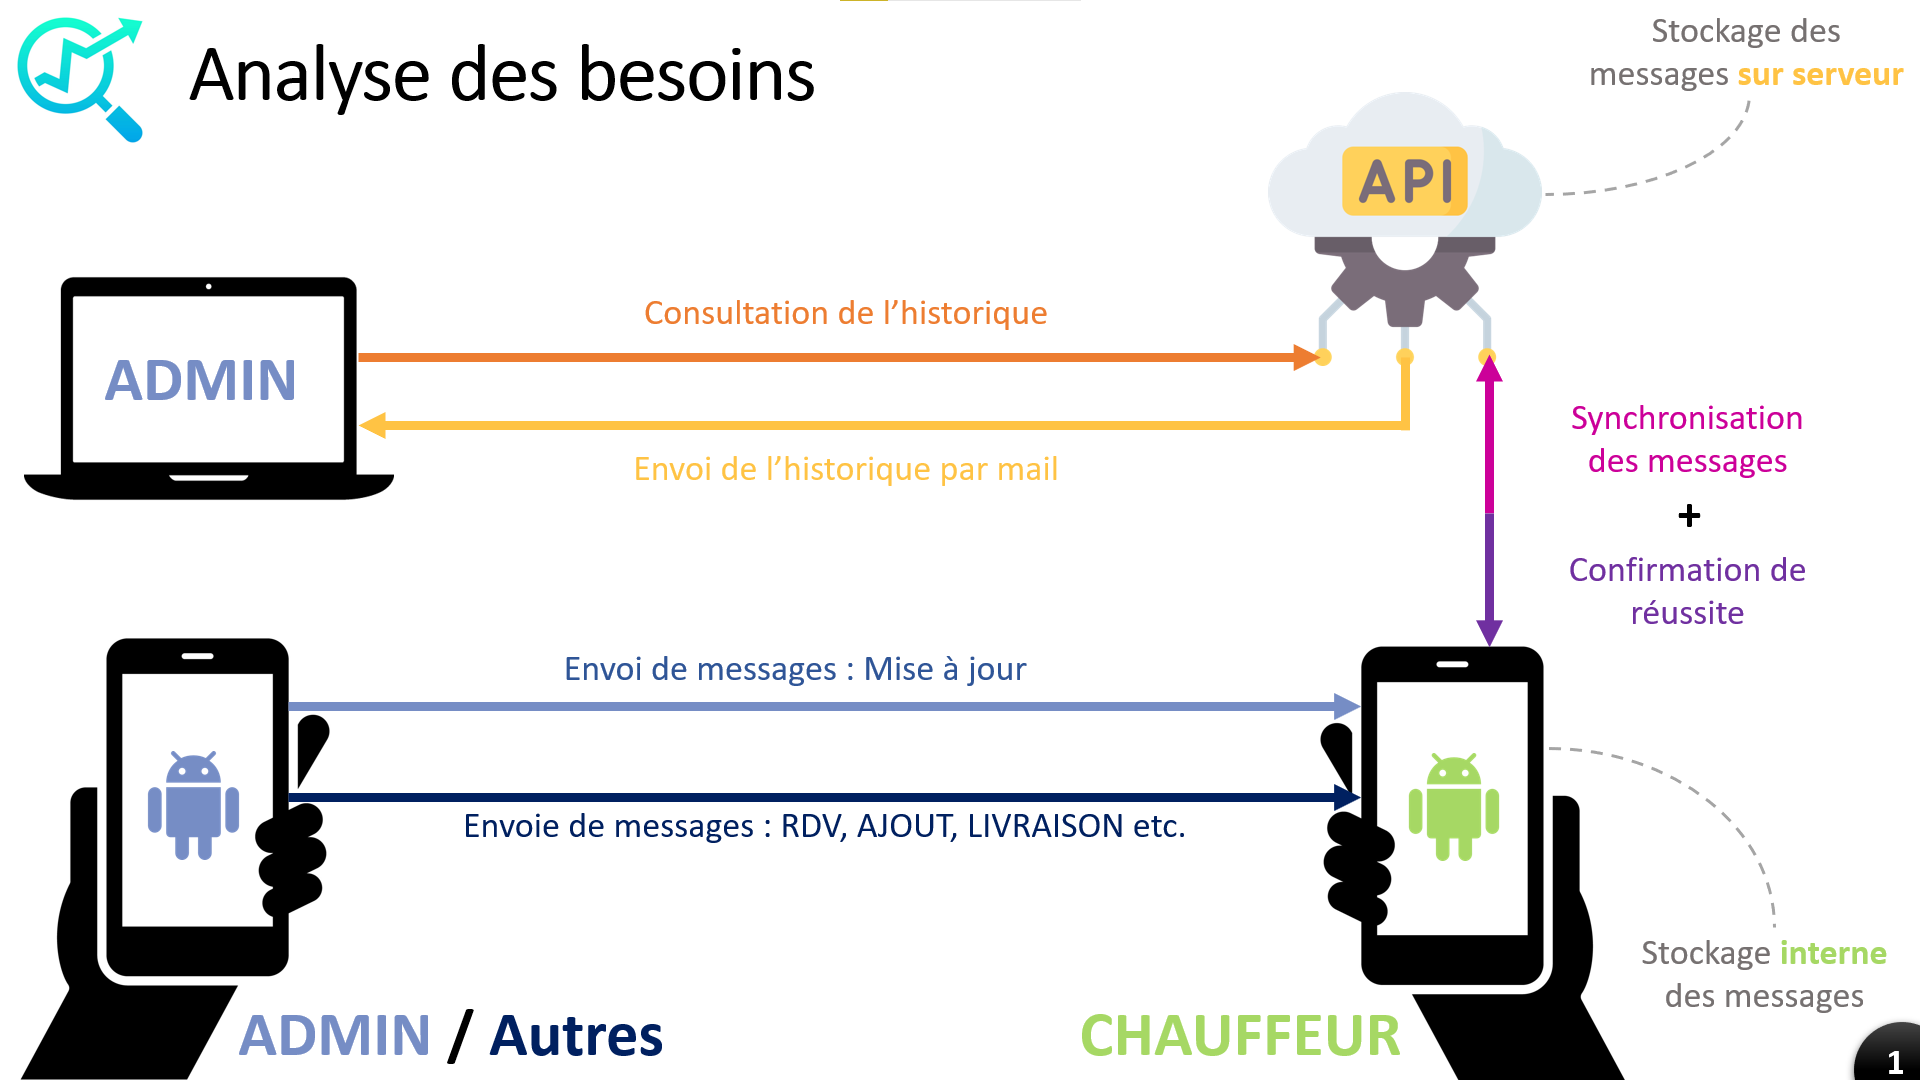 Analyse des besoins
Stockage des
messages sur serveur
API
Consultation de l’historique
ADMIN
Envoi de l’historique par mail
Synchronisation
des messages
+
Confirmation de
réussite
Envoi de messages : Mise à jour
Envoie de messages : RDV, AJOUT, LIVRAISON etc.
Stockage interne
des messages
ADMIN / Autres
CHAUFFEUR
1